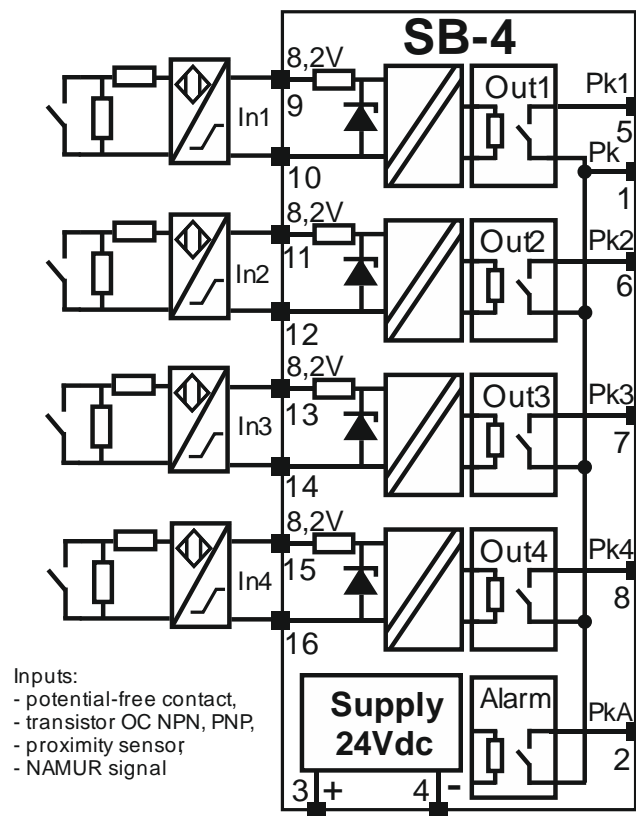 SB-4
8,2V
9
In1
10
Out1
Pk1
5
Pk
1
8,2V
11
In2
12
Out2
Pk2
6
8,2V
13
In3
14
Out3
Pk3
7
8,2V
15
In4
16
Out4
Pk4
8
Inputs:
- potential-free contact,
- transistor OC NPN, PNP,
- proximity sensor,
- NAMUR signal
Supply
24Vdc
3 +
4 -
Alarm
PkA
2